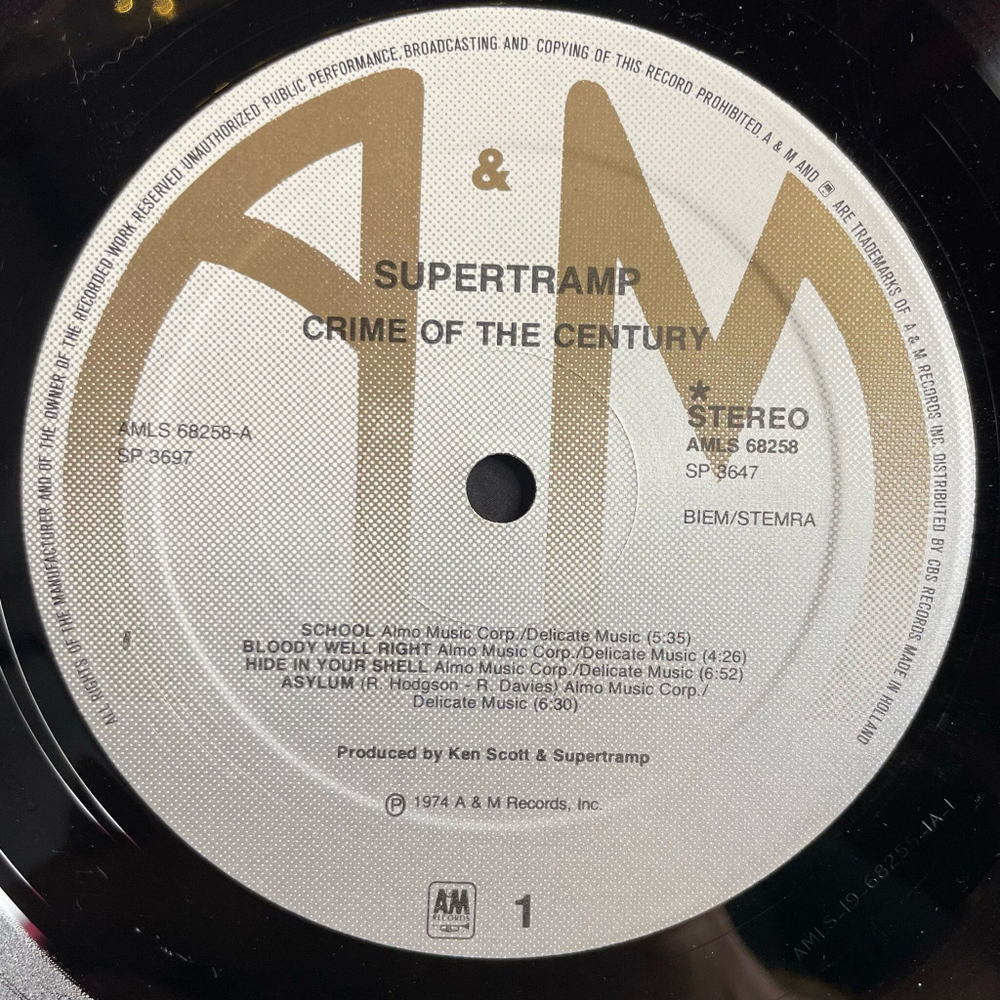 ALL RIGHTS OF THE MANUFACTURER AND OF THE OWNER OF THE RECORDED WORK RESERVED UNAUTHORIZED PUBLIC PERFORMANCE, BROADCASTING AND COPYING OF THIS RECORD PROHIBITED. A & M AND ARE TRADEMARKS OF A & M RECORDS INC. DISTRIBUTED BY CBS RECORDS MADE IN HOLLAND
A & M
SUPERTRAMP
CRIME OF THE CENTURY
AMLS 68258-A
SP 3697
*
STEREO
AMLS 68258
SP 3647
BIEM/STEMRA
SCHOOL Almo Music Corp./Delicate Music (5:35)
BLOODY WELL RIGHT Almo Music Corp./Delicate Music (4:26)
HIDE IN YOUR SHELL Almo Music Corp./Delicate Music (6:52)
ASYLUM (R. Hodgson - R. Davies) Almo Music Corp./
Delicate Music (6:30)
Produced by Ken Scott & Supertramp
Ⓟ 1974 A & M Records, Inc.
AM
RECORDS
1